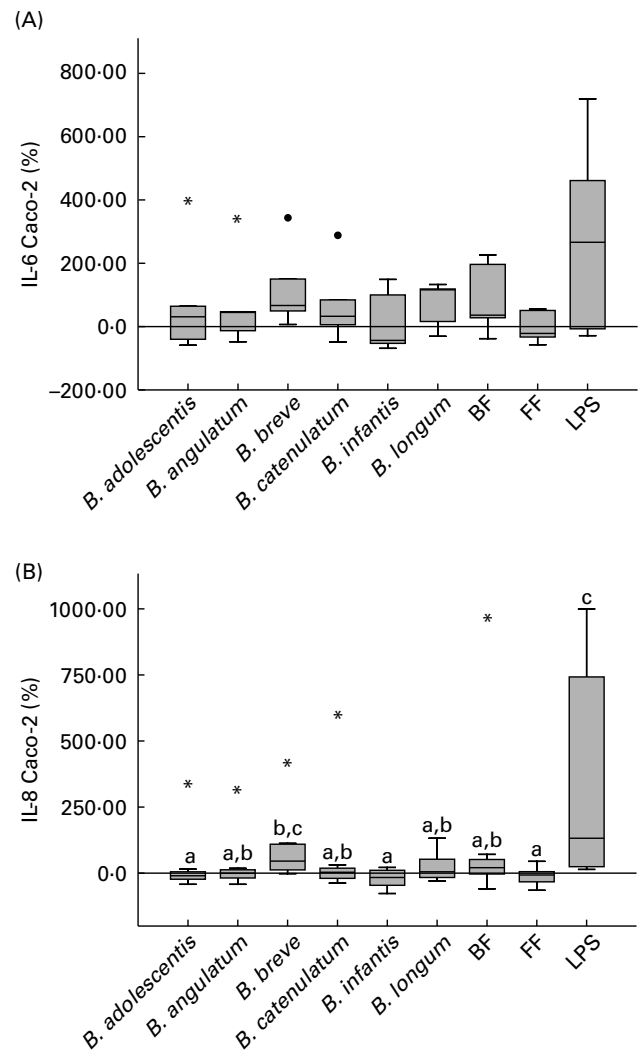 (A)
800·00
600·00
400·00
200·00
0·0
–200·00
IL-6 Caco-2 (%)
* *
B. adolescentis
B. angulatum
B. breve
B. catenulatum
B. infantis
B. longum
BF
FF
LPS
(B)
1000·00
750·00
500·00
250·00
0·0
IL-8 Caco-2 (%)
* * * * *
a a,b b,c a,b a a,b a,b a c
B. adolescentis
B. angulatum
B. breve
B. catenulatum
B. infantis
B. longum
BF
FF
LPS